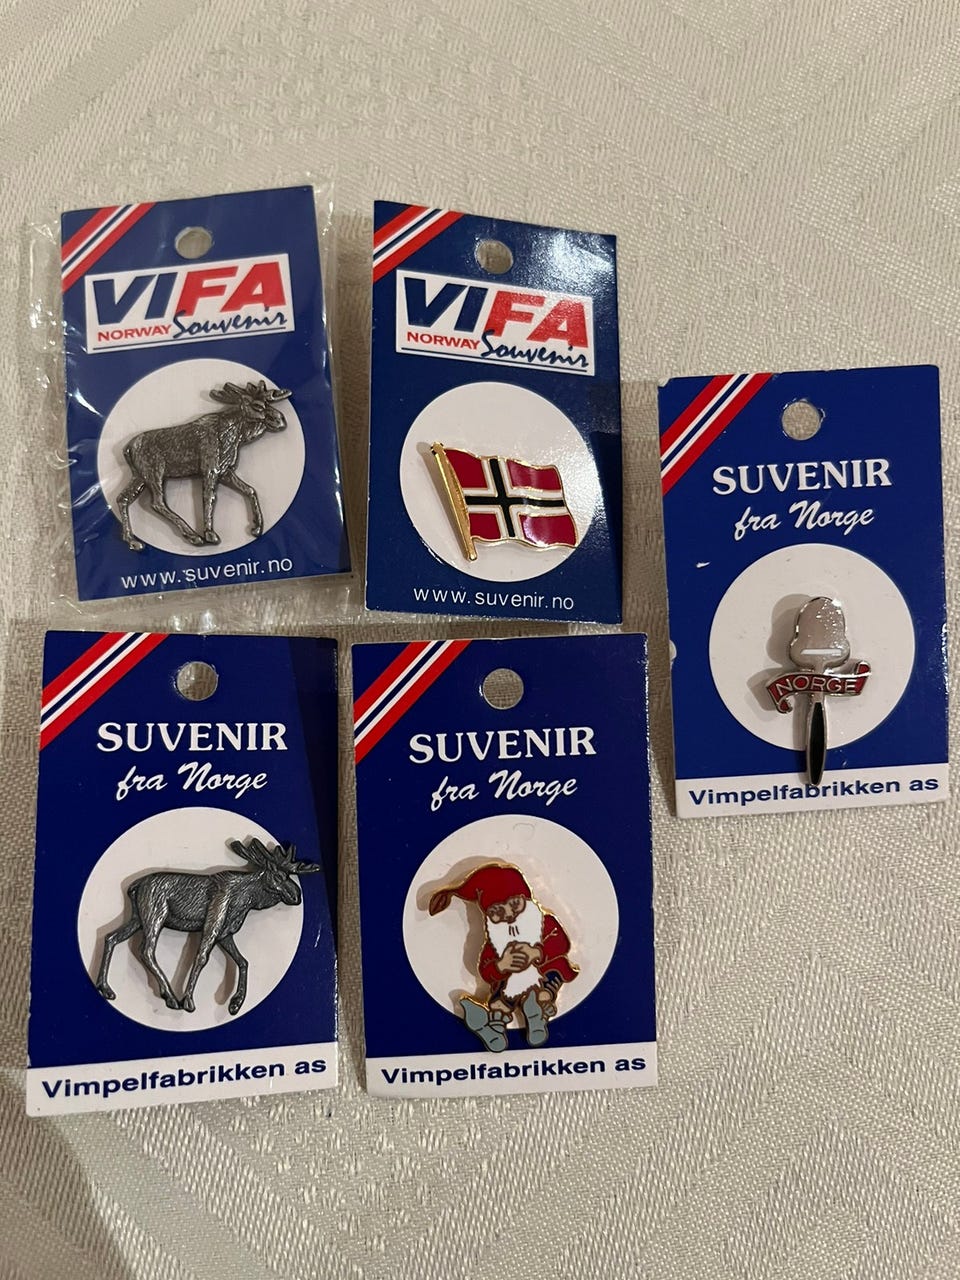 VIFA
NORWAY Souvenir
www.suvenir.no
VIFA
NORWAY Souvenir
www.suvenir.no
SUVENIR
fra Norge
NORGE
Vimpelfabrikken as
SUVENIR
fra Norge
Vimpelfabrikken as
SUVENIR
fra Norge
Vimpelfabrikken as